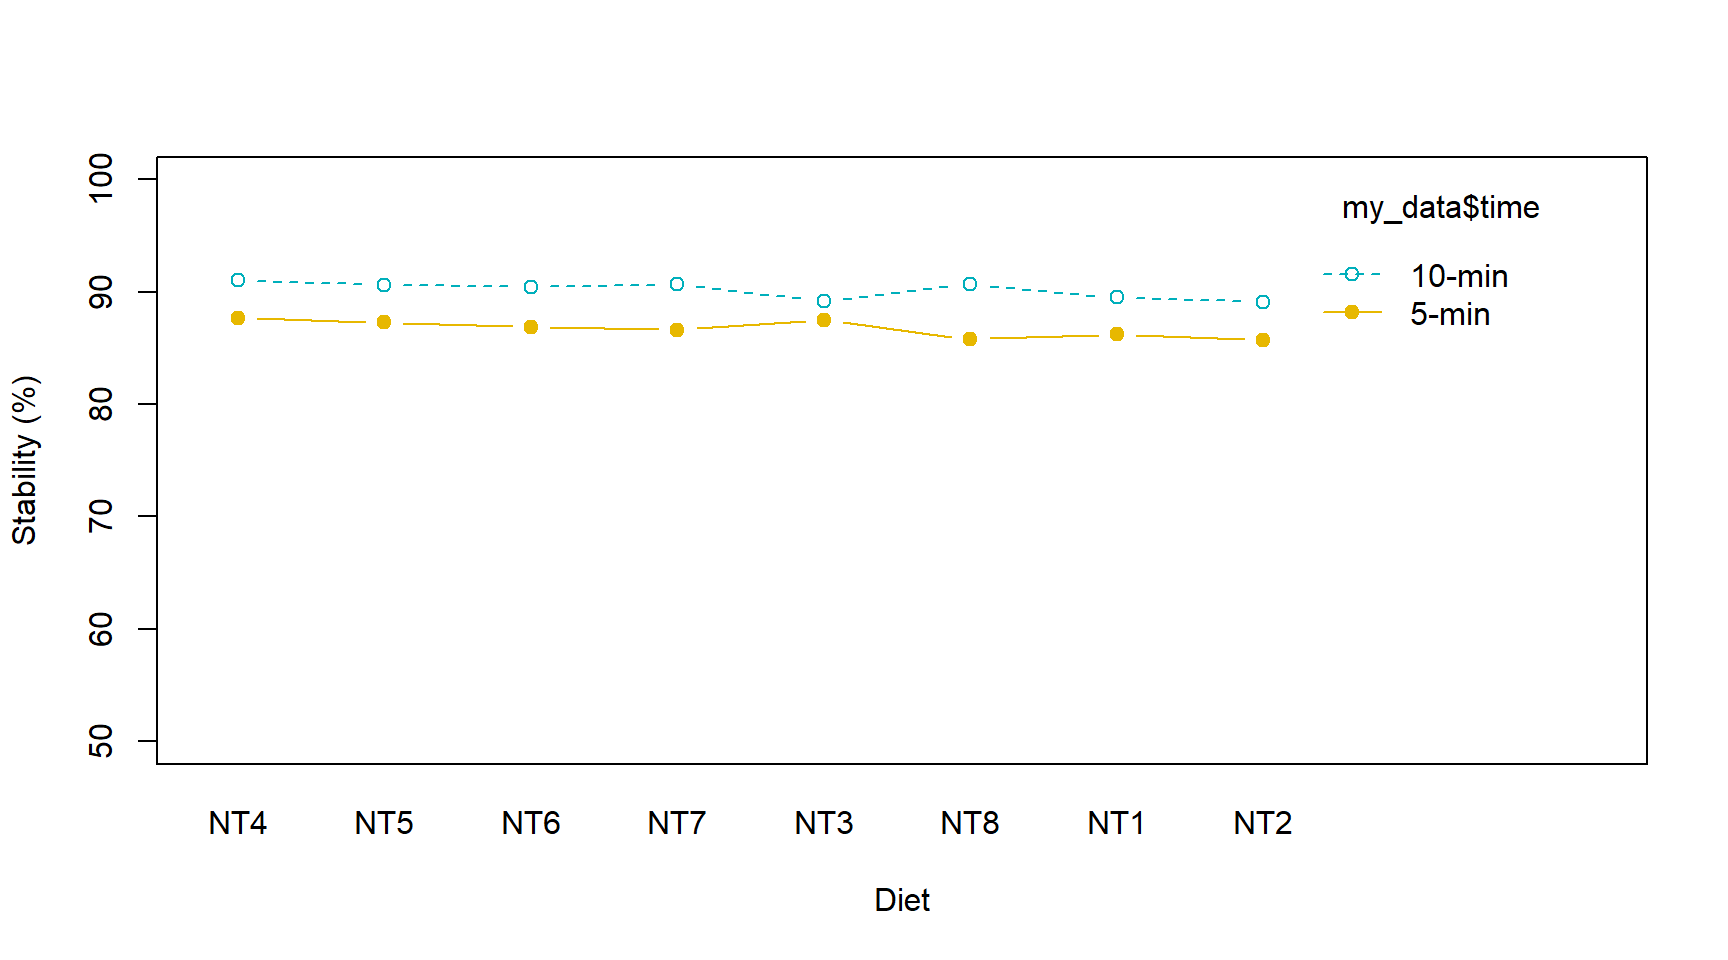 my_data$time
10-min
5-min
Stability (%)
100
90
80
70
60
50
NT4 NT5 NT6 NT7 NT3 NT8 NT1 NT2
Diet